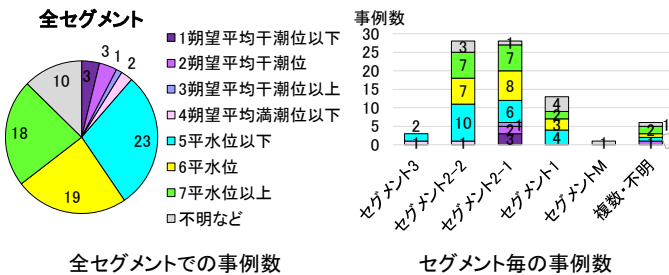 全セグメント
3
3
1
2
23
19
18
10
1朔望平均干潮位以下
2朔望平均干潮位
3朔望平均干潮位以上
4朔望平均満潮位以下
5平水位以下
6平水位
7平水位以上
不明など
全セグメントでの事例数
事例数
30
25
20
15
10
5
0
2
1
3
7
7
10
1
1
7
8
6
1
2
3
4
2
3
4
1
1
2
1
セグメント3
セグメント2-2
セグメント2-1
セグメント1
セグメントM
複数・不明
セグメント毎の事例数